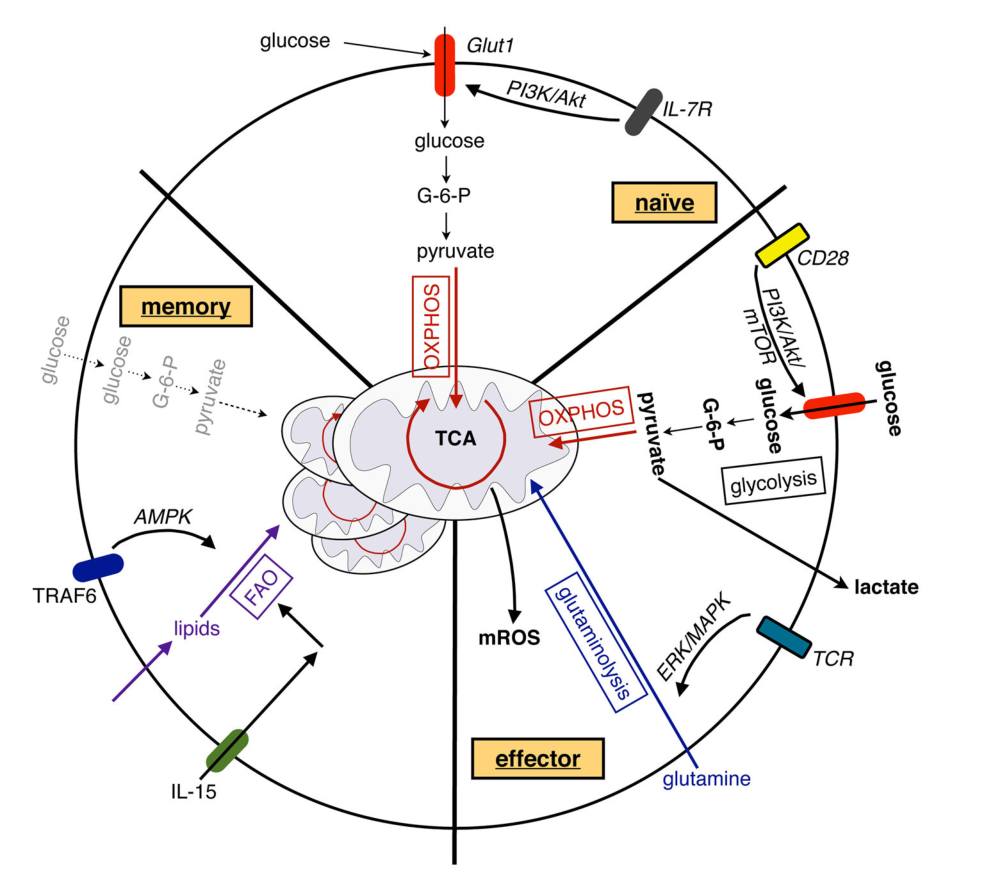 glucose
Glut1
PI3K/Akt
IL-7R
glucose
G-6-P
pyruvate
OXPHOS
naïve
CD28
PI3K/Akt/
mTOR
glucose
glucose
G-6-P
pyruvate
OXPHOS
glycolysis
lactate
TCR
ERK/MAPK
glutaminolysis
glutamine
effector
mROS
TCA
memory
glucose
glucose
G-6-P
pyruvate
AMPK
TRAF6
FAO
lipids
IL-15